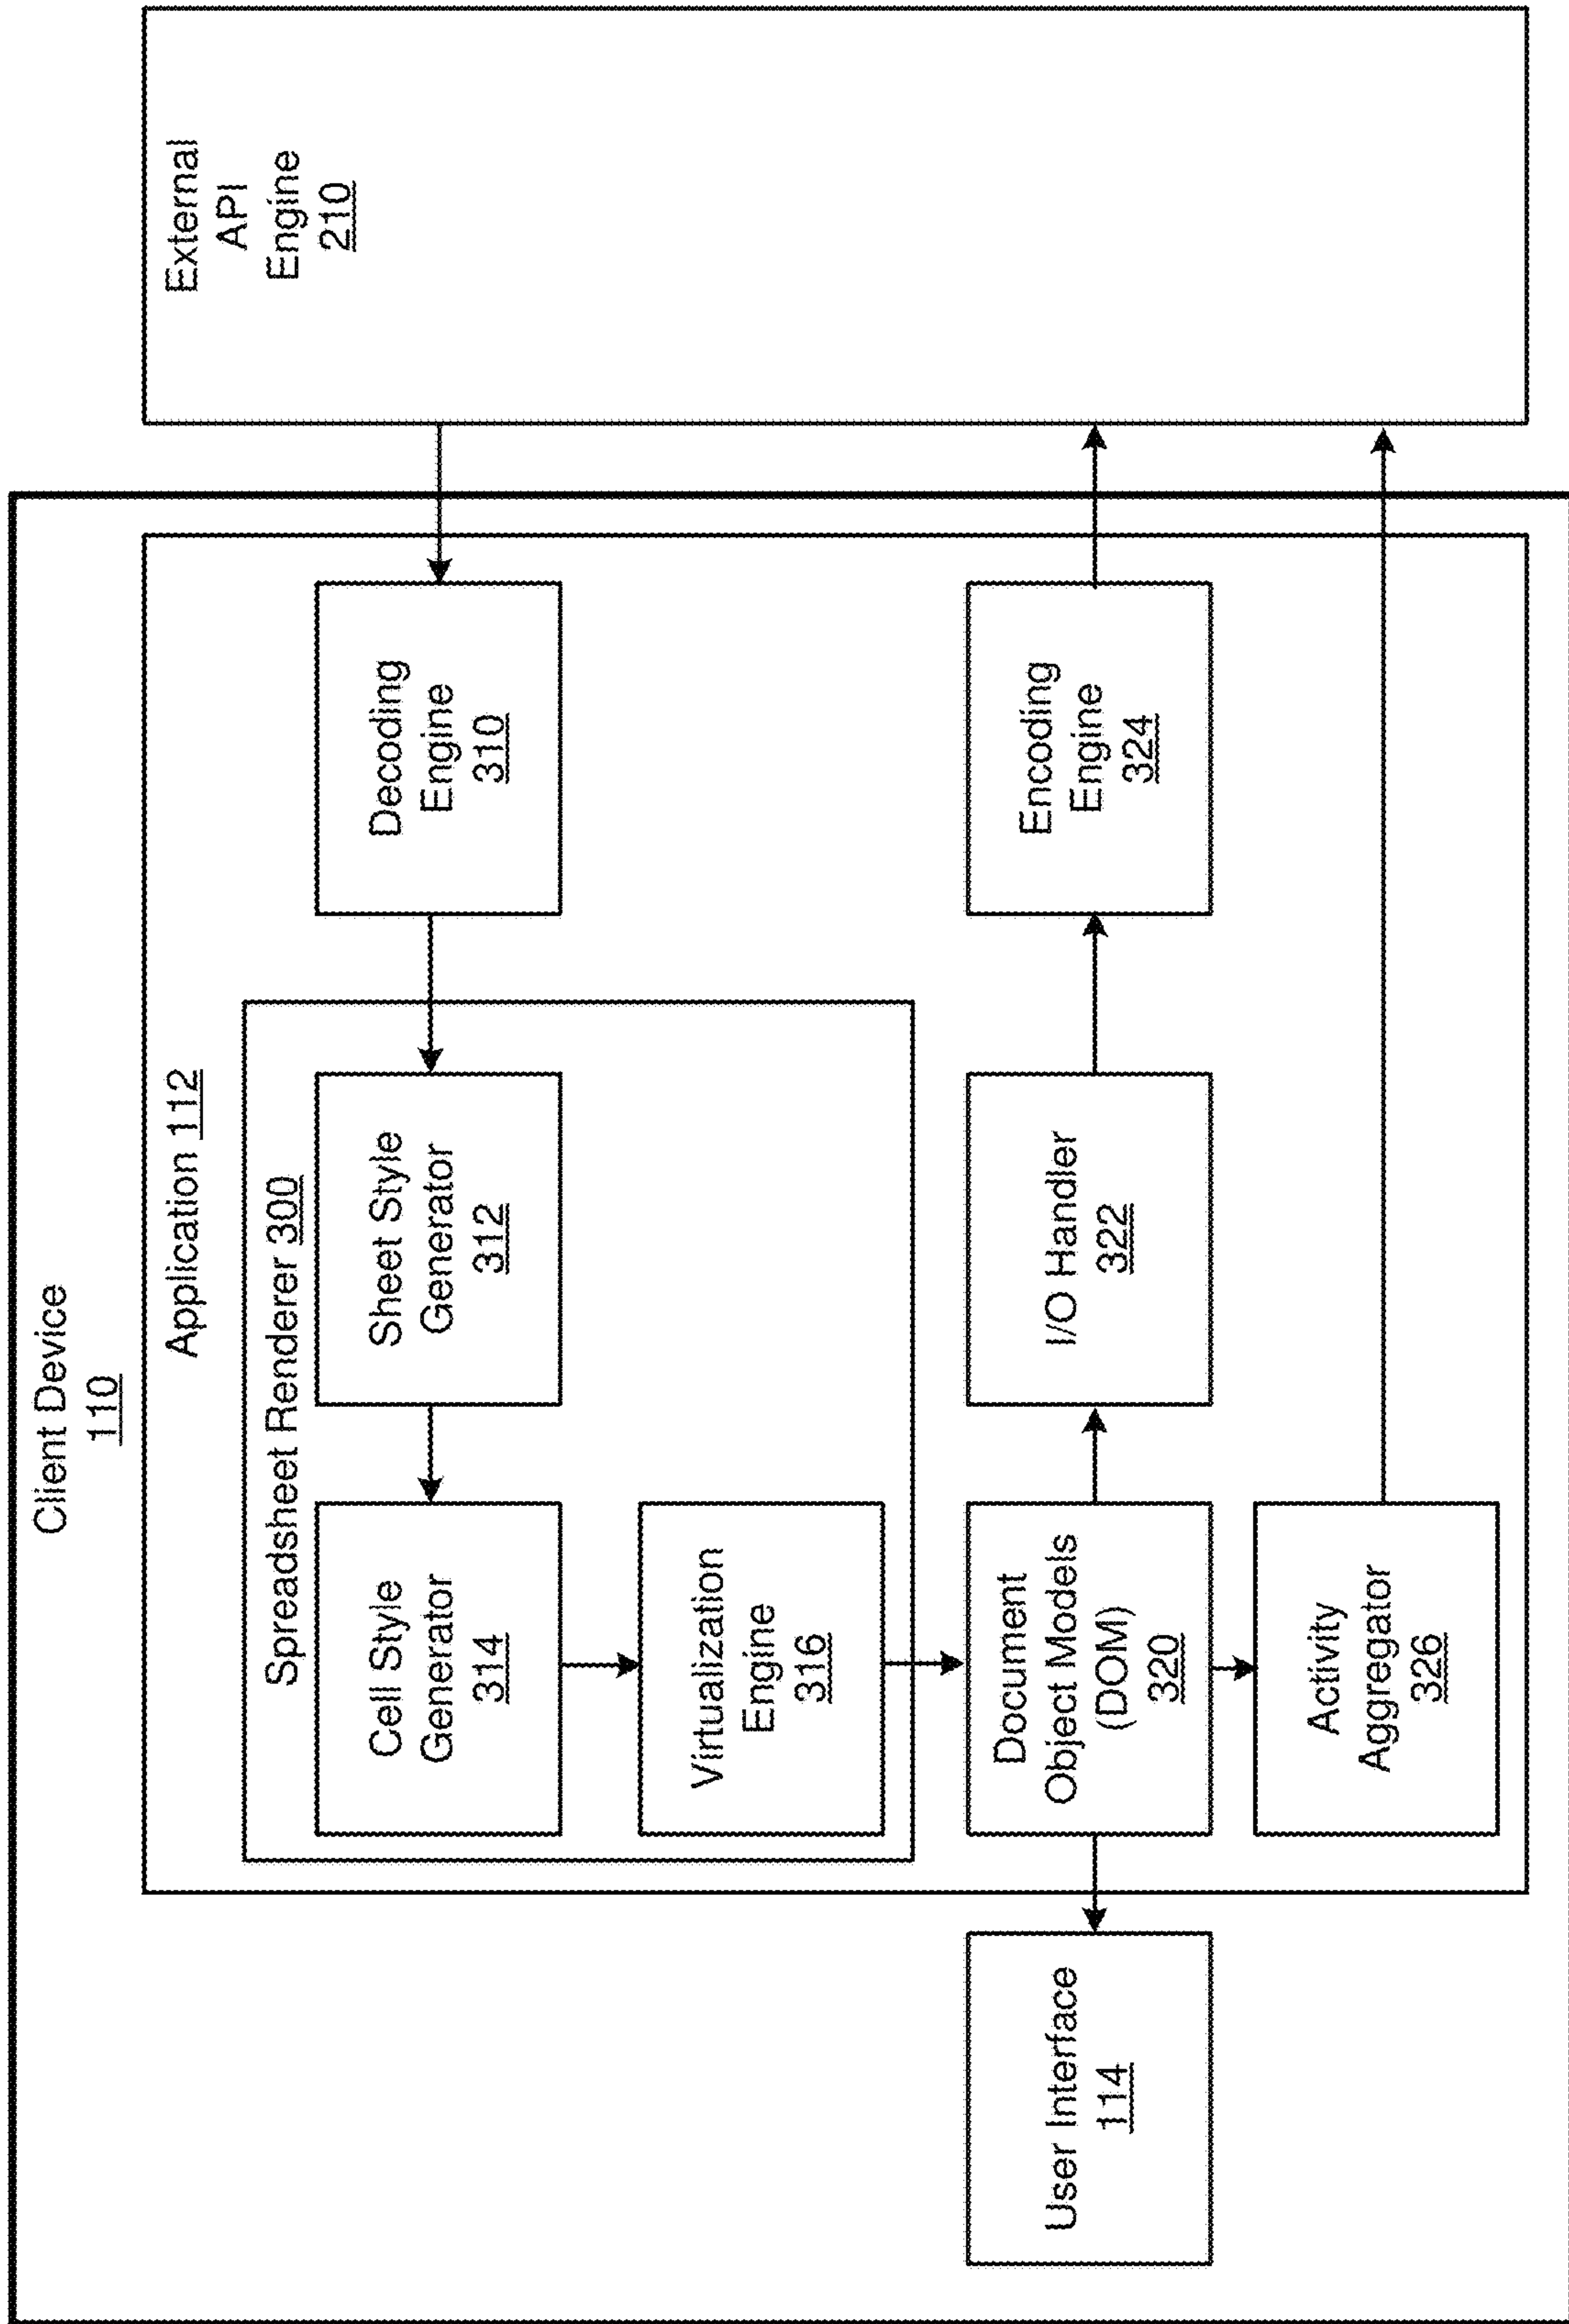 Client Device
110
Application 112
Spreadsheet Renderer 300
Cell Style
Generator
314
Sheet Style
Generator
312
Decoding
Engine
310
External
API
Engine
210
Virtualization
Engine
316
User Interface
114
Document
Object Models
(DOM)
320
I/O Handler
322
Encoding
Engine
324
Activity
Aggregator
326